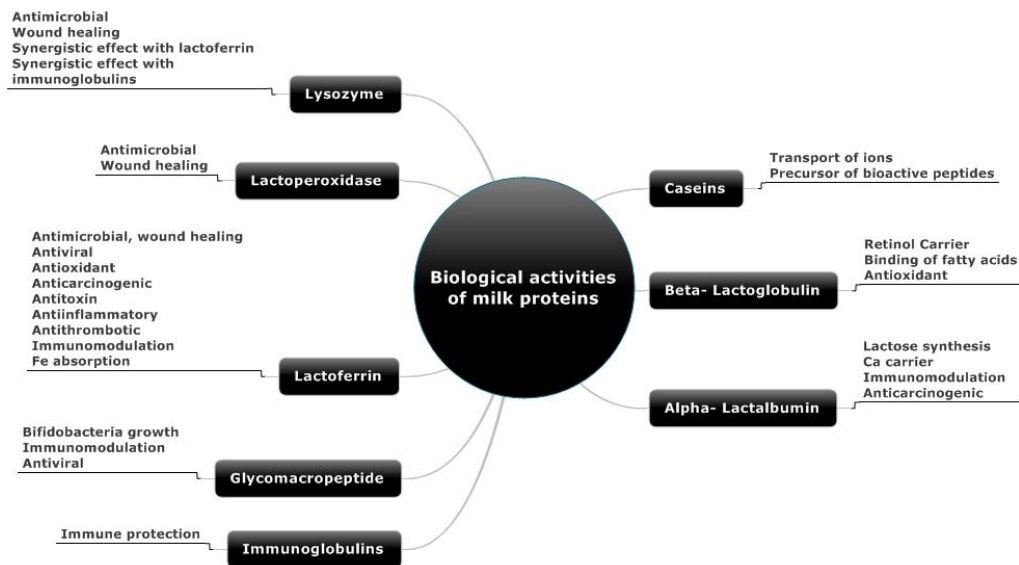 Antimicrobial
Wound healing
Synergistic effect with lactoferrin
Synergistic effect with
immunoglobulins
Lysozyme
Antimicrobial
Wound healing
Lactoperoxidase
Antimicrobial, wound healing
Antiviral
Antioxidant
Anticarcinogenic
Antitoxin
Antiinflammatory
Antithrombotic
Immunomodulation
Fe absorption
Lactoferrin
Bifidobacteria growth
Immunomodulation
Antiviral
Glycomacropeptide
Immune protection
Immunoglobulins
Biological activities
of milk proteins
Transport of ions
Precursor of bioactive peptides
Caseins
Retinol Carrier
Binding of fatty acids
Antioxidant
Beta- Lactoglobulin
Lactose synthesis
Ca carrier
Immunomodulation
Anticarcinogenic
Alpha- Lactalbumin